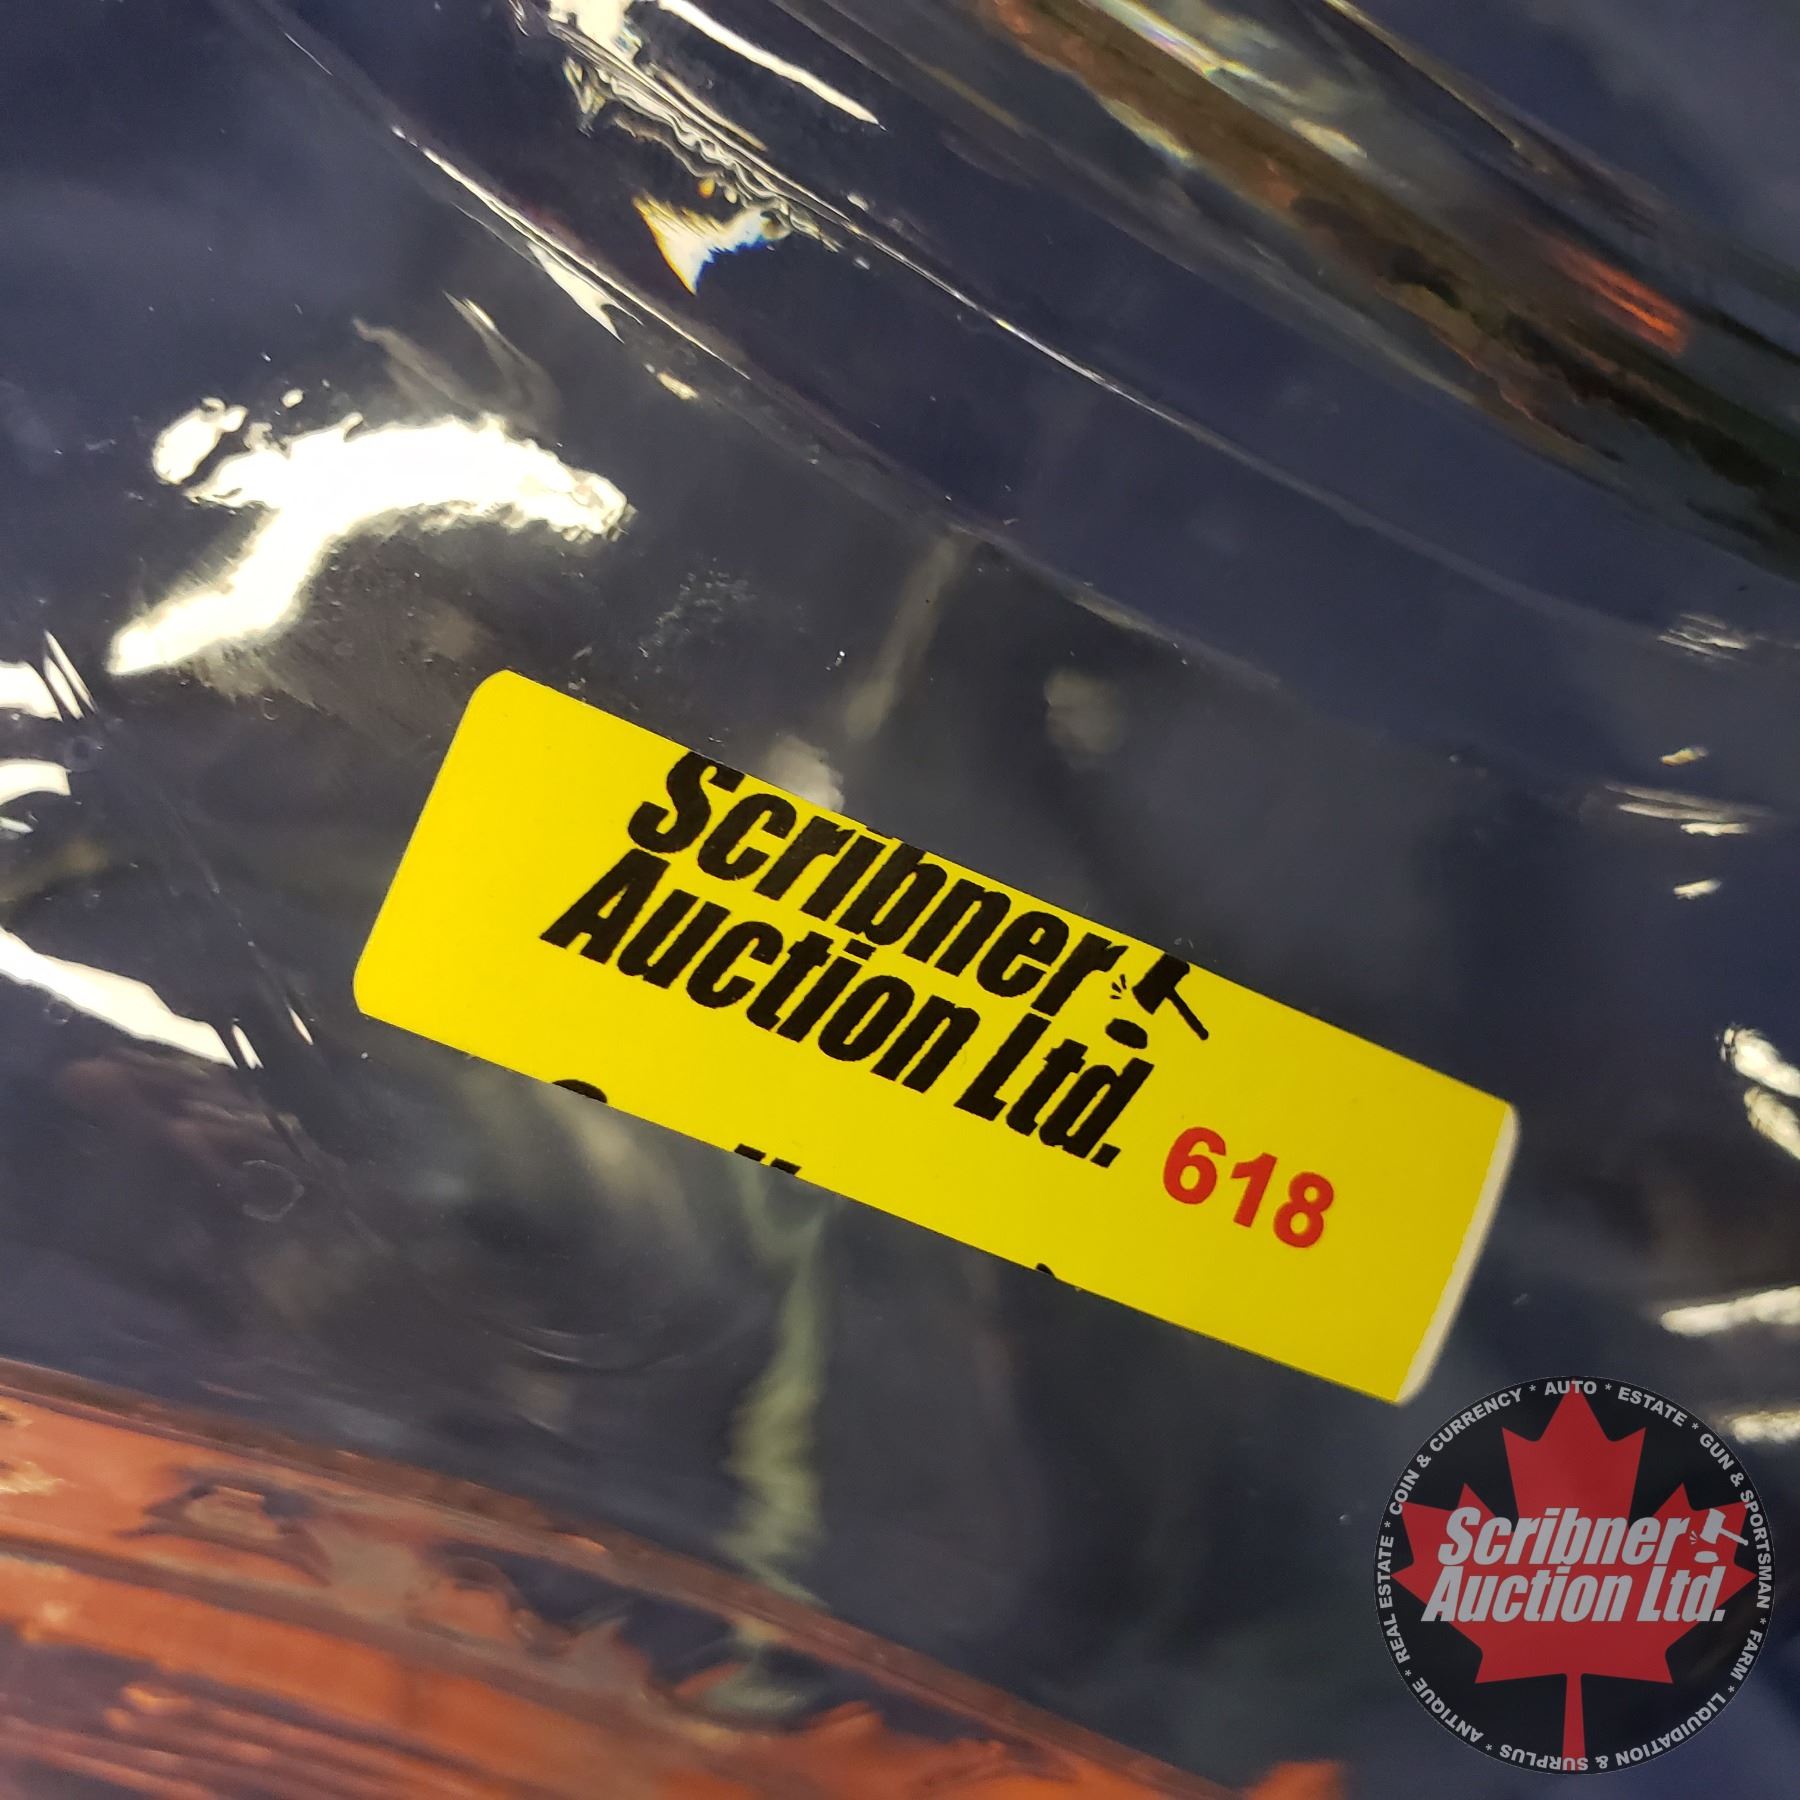 Scribner
Auction Ltd.
618
COIN & CURRENCY * AUTO * ESTATE * GUN & SPORTSMAN * FARM * LIQUIDATION & SURPLUS * ANTIQUE * REAL ESTATE *
Scribner
Auction Ltd.